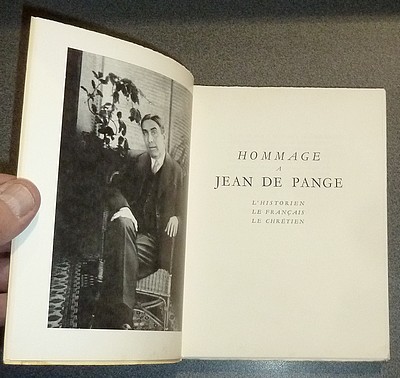 HOMMAGE
A
JEAN DE PANGE
L'HISTORIEN
LE FRANÇAIS
LE CHRÉTIEN